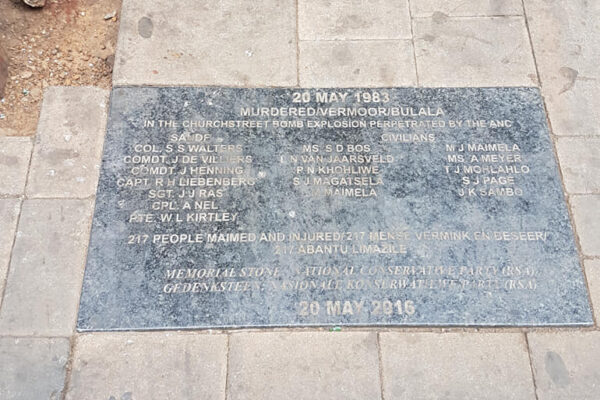 20 MAY 1983
MURDERED/VERMOOR/BULALA
IN THE CHURCHSTREET BOMB EXPLOSION PERPETRATED BY THE ANC
SANDF CIVILIANS
COL. S S WALTERS MS. S D BOS M J MAIMELA
COMDT. J DE VILLIERS L N VAN JAARSVELD MS. A MEYER
COMDT. J HENNING P N KHOHLIWE T J MOHLAHLO
CAPT. R H LIEBENBERG S J MAGATSELA S J PAGE
SGT. J J RAS MAIMELA J K SAMBO
CPL. A NEL
PTE. W L KIRTLEY
217 PEOPLE MAIMED AND INJURED/217 MENSE VERMINK EN BESEER/
217 ABANTU LIMAZILE
MEMORIAL STONE: NATIONAL CONSERVATIVE PARTY (RSA)
GEDENKSTEEN: NASIONALE KONSERWATIEWE PARTY (RSA)
20 MAY 2016